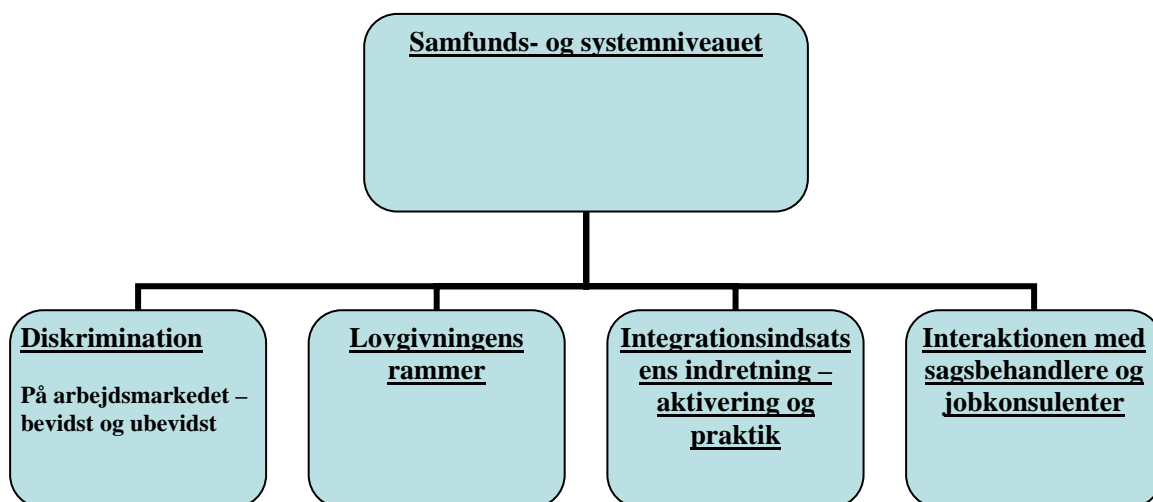 Samfunds- og systemniveauet
Diskrimination
På arbejdsmarkedet –
bevidst og ubevidst
Lovgivningens
rammer
Integrationsindsats
ens indretning –
aktivering og
praktik
Interaktionen med
sagsbehandlere og
jobkonsulenter